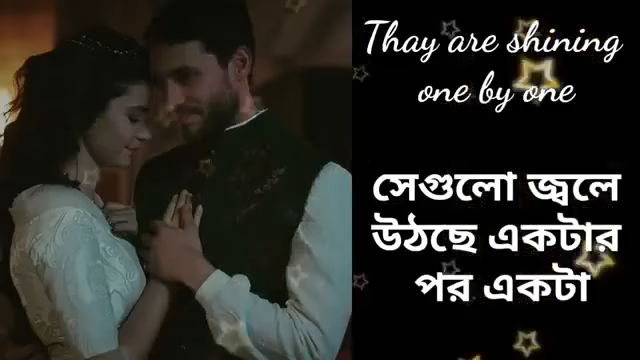 Thay are shining
one by one
সেগুলো জ্বলে
উঠছে একটার
পর একটা